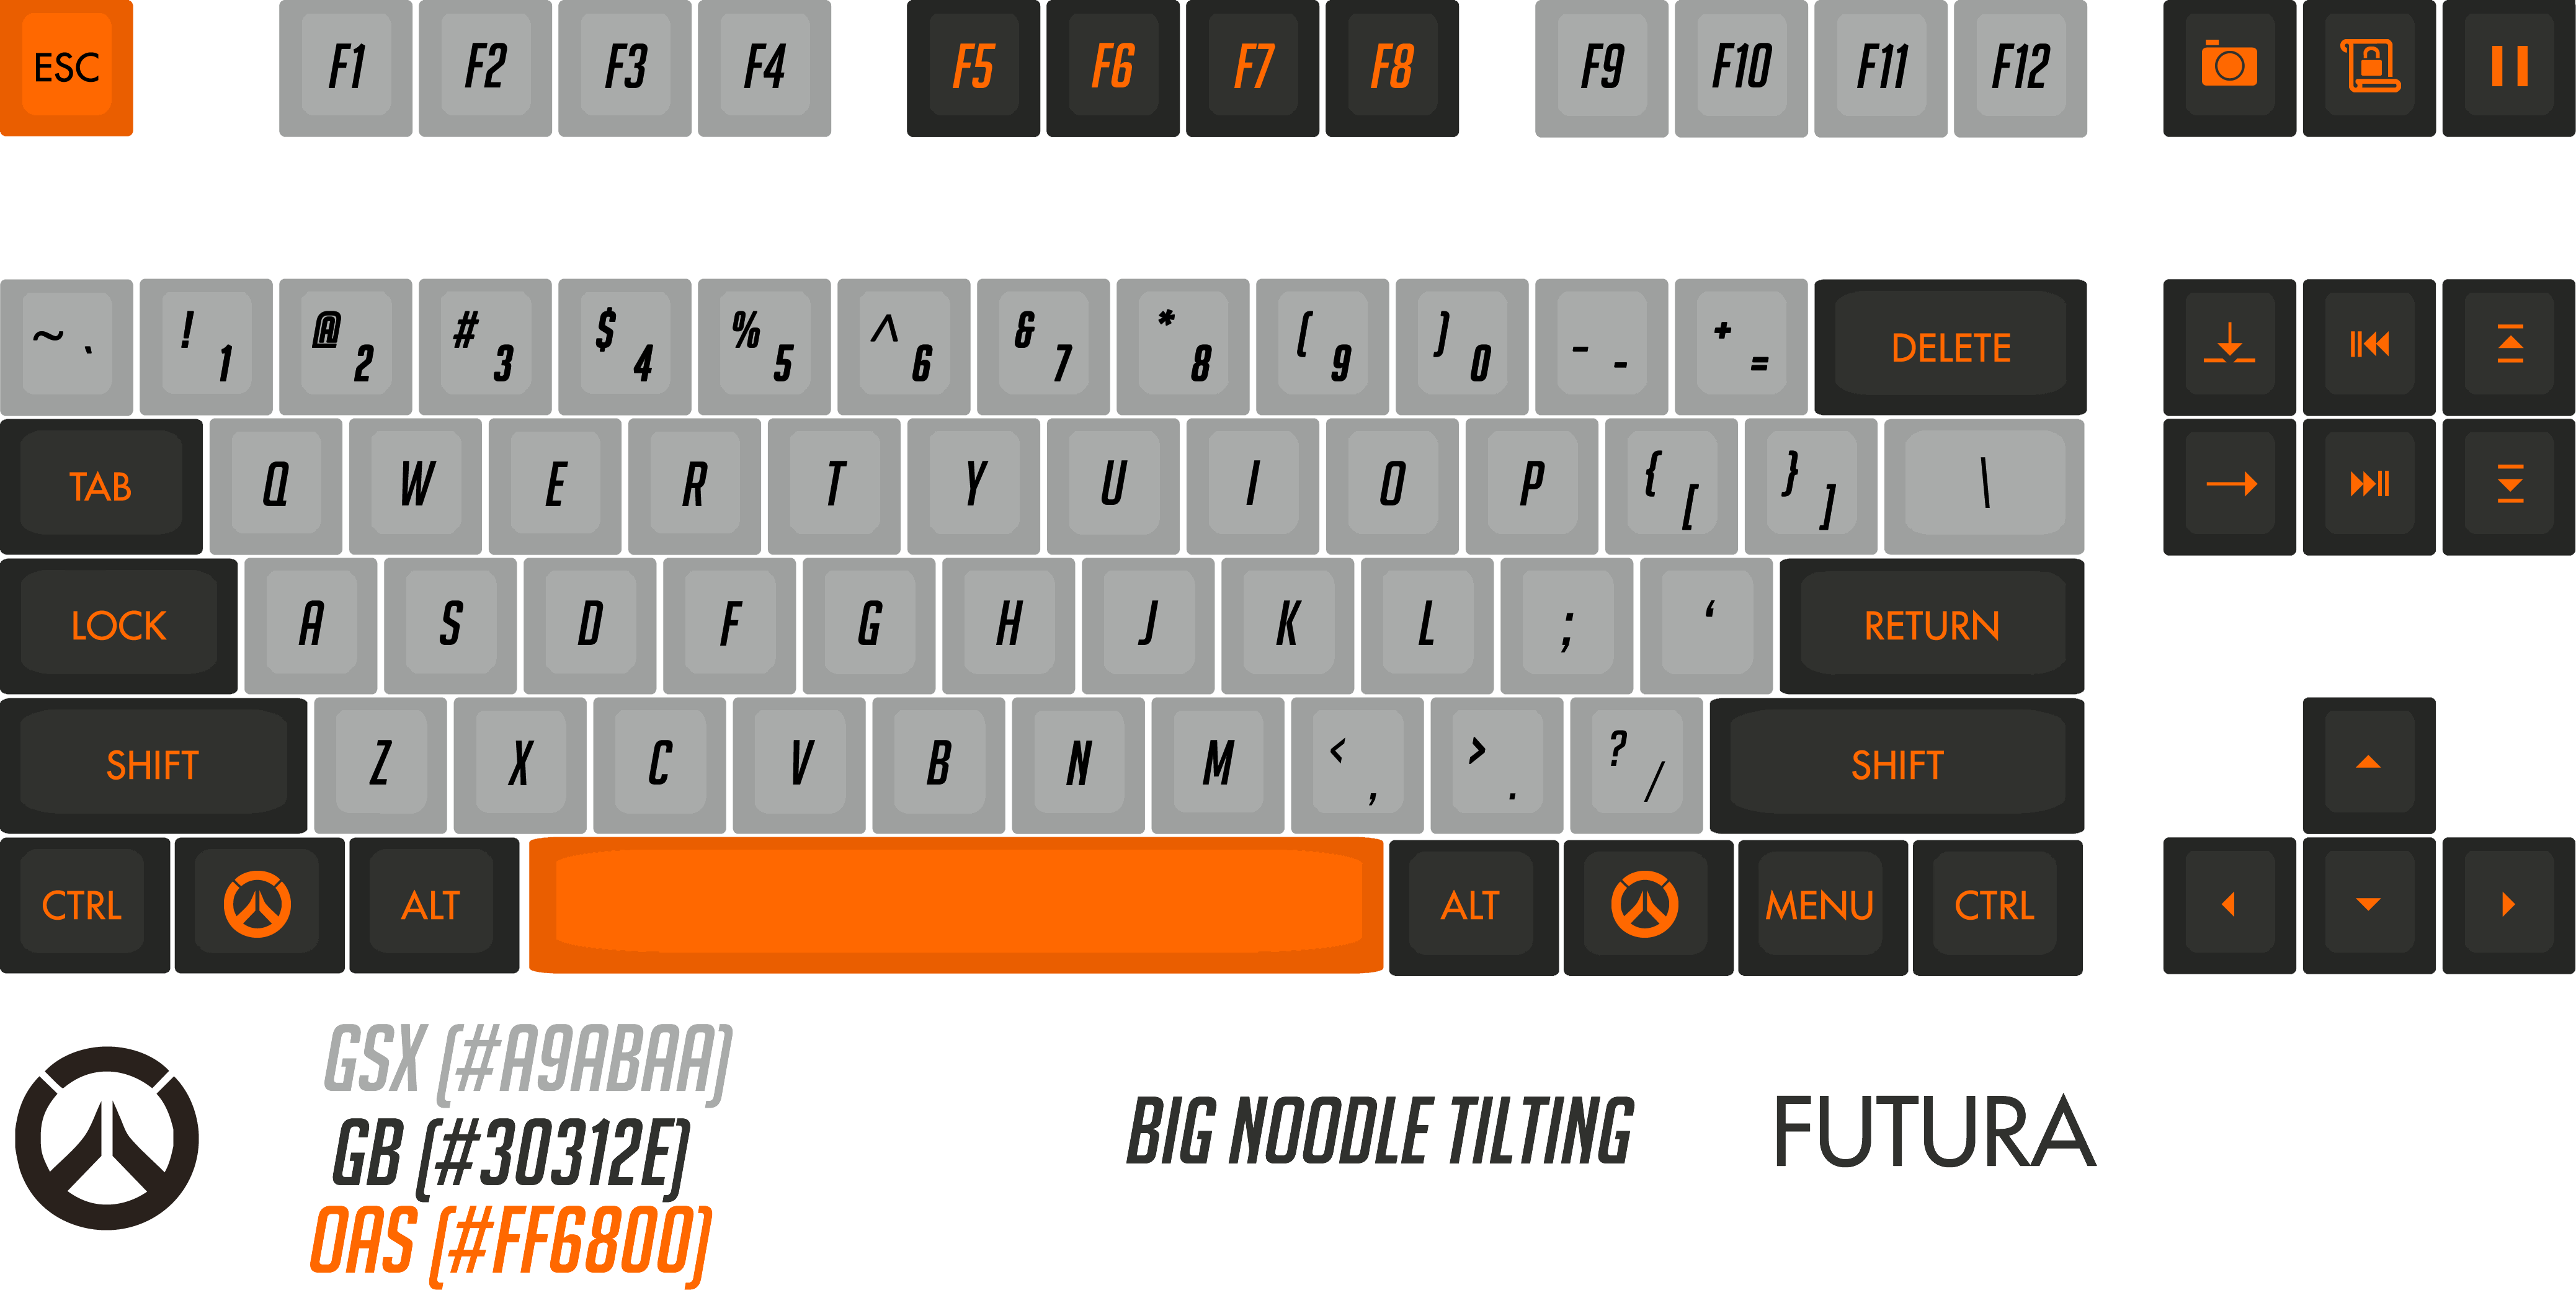 ESC F1 F2 F3 F4 F5 F6 F7 F8 F9 F10 F11 F12
~ ` ! 1 @ 2 # 3 $ 4 % 5 ^ 6 & 7 * 8 ( 9 ) 0 - - + = DELETE
TAB Q W E R T Y U I O P { [ } ] \
LOCK A S D F G H J K L ; ‘ RETURN
SHIFT Z X C V B N M < , > . ? / SHIFT
CTRL ALT ALT MENU CTRL
GSX (#A9ABAA)
GB (#30312E)
OAS (#FF6800)
BIG NOODLE TILTING
FUTURA